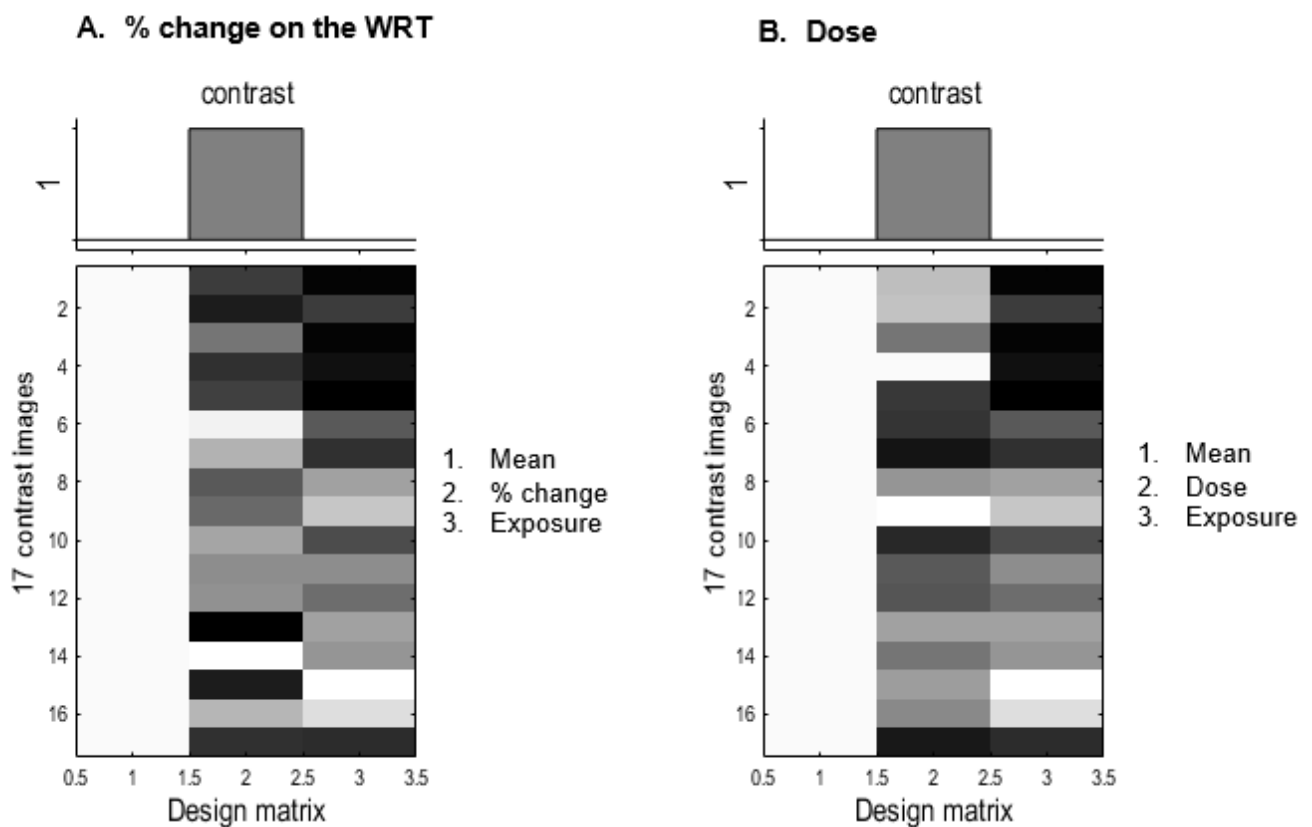 A. % change on the WRT
contrast
1
17 contrast images
2
4
6
8
10
12
14
16
0.5 1 1.5 2 2.5 3 3.5
Design matrix
1. Mean
2. % change
3. Exposure
B. Dose
contrast
1
17 contrast images
2
4
6
8
10
12
14
16
0.5 1 1.5 2 2.5 3 3.5
Design matrix
1. Mean
2. Dose
3. Exposure